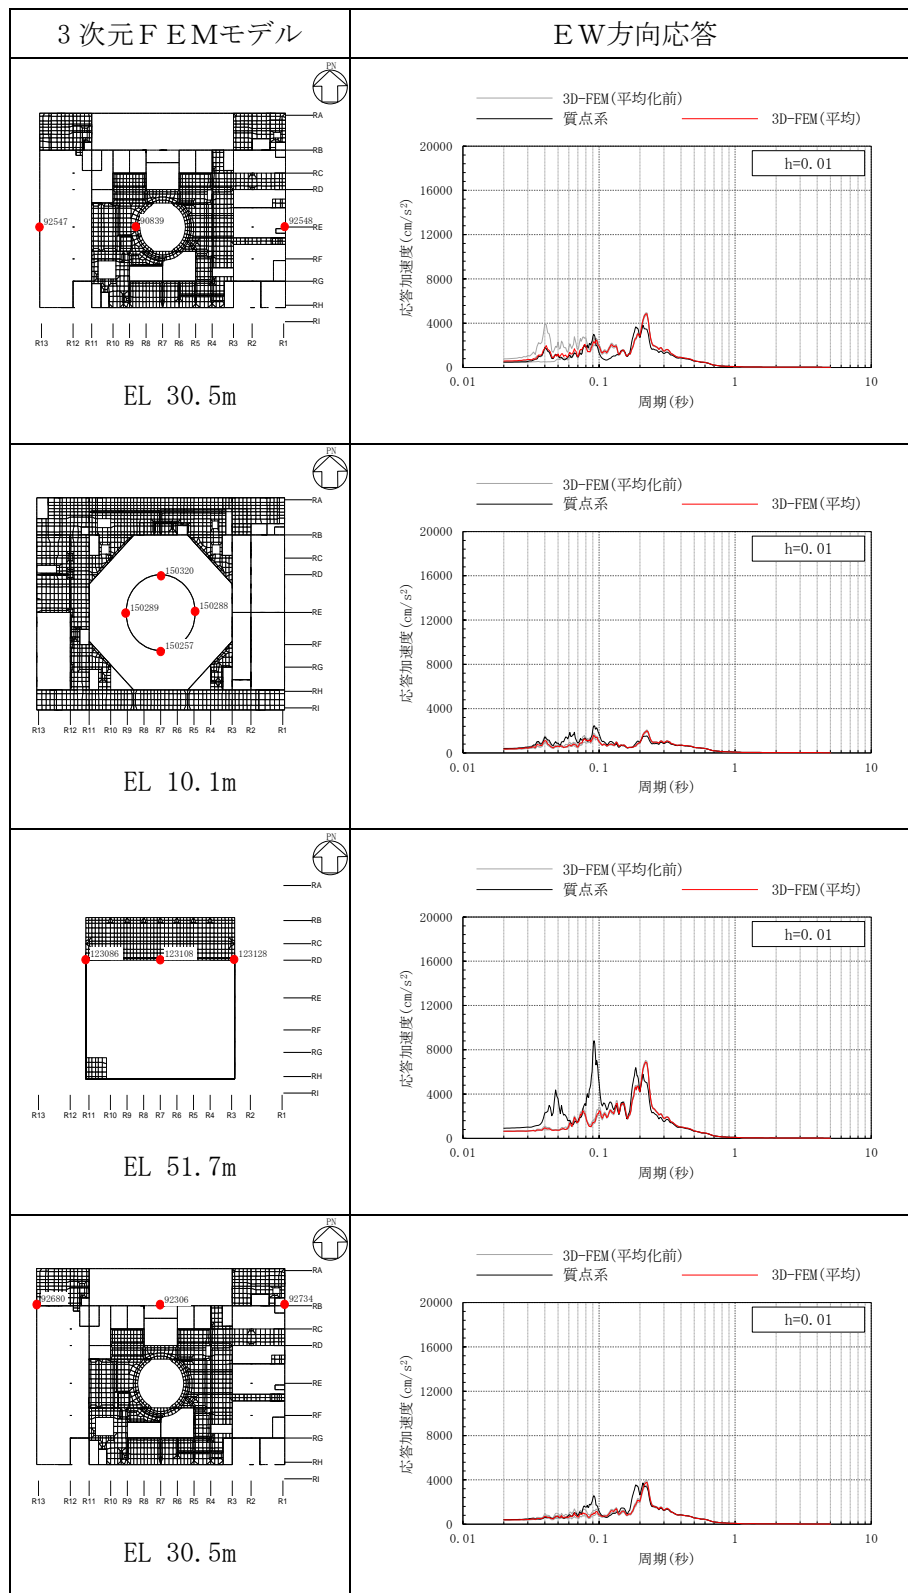 3次元FEMモデル
EW方向応答
PN
RA
RB
RC
RD
92547
90839
92548
RE
RF
RG
RH
RI
R13 R12 R11 R10 R9 R8 R7 R6 R5 R4 R3 R2 R1
EL 30.5m
3D-FEM(平均化前)
質点系
3D-FEM(平均)
h=0.01
応答加速度(cm/s²)
20000
16000
12000
8000
4000
0
0.01 0.1 1 10
周期(秒)
PN
RA
RB
RC
RD
150320
150289
150288
RE
RF
150257
RG
RH
RI
R13 R12 R11 R10 R9 R8 R7 R6 R5 R4 R3 R2 R1
EL 10.1m
3D-FEM(平均化前)
質点系
3D-FEM(平均)
h=0.01
応答加速度(cm/s²)
20000
16000
12000
8000
4000
0
0.01 0.1 1 10
周期(秒)
PN
RA
RB
RC
123086
123108
123128
RD
RE
RF
RG
RH
RI
R13 R12 R11 R10 R9 R8 R7 R6 R5 R4 R3 R2 R1
EL 51.7m
3D-FEM(平均化前)
質点系
3D-FEM(平均)
h=0.01
応答加速度(cm/s²)
20000
16000
12000
8000
4000
0
0.01 0.1 1 10
周期(秒)
PN
RA
92680
92306
92734
RB
RC
RD
RE
RF
RG
RH
RI
R13 R12 R11 R10 R9 R8 R7 R6 R5 R4 R3 R2 R1
EL 30.5m
3D-FEM(平均化前)
質点系
3D-FEM(平均)
h=0.01
応答加速度(cm/s²)
20000
16000
12000
8000
4000
0
0.01 0.1 1 10
周期(秒)